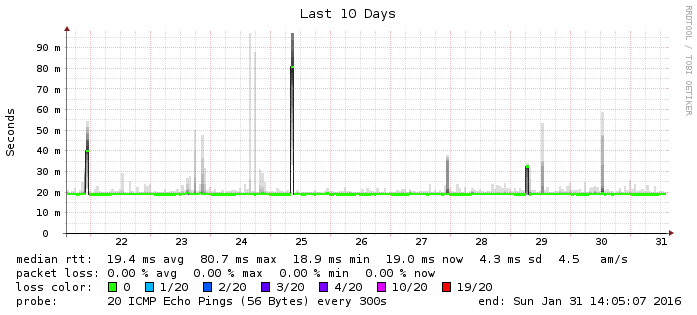 Last 10 Days
RRDTOOL / TOBI OETIKER
Seconds
90 m
80 m
70 m
60 m
50 m
40 m
30 m
20 m
10 m
0
22 23 24 25 26 27 28 29 30 31
median rtt: 19.4 ms avg 80.7 ms max 18.9 ms min 19.0 ms now 4.3 ms sd 4.5 am/s
packet loss: 0.00 % avg 0.00 % max 0.00 % min 0.00 % now
loss color: 0 1/20 2/20 3/20 4/20 10/20 19/20
probe: 20 ICMP Echo Pings (56 Bytes) every 300s end: Sun Jan 31 14:05:07 2016